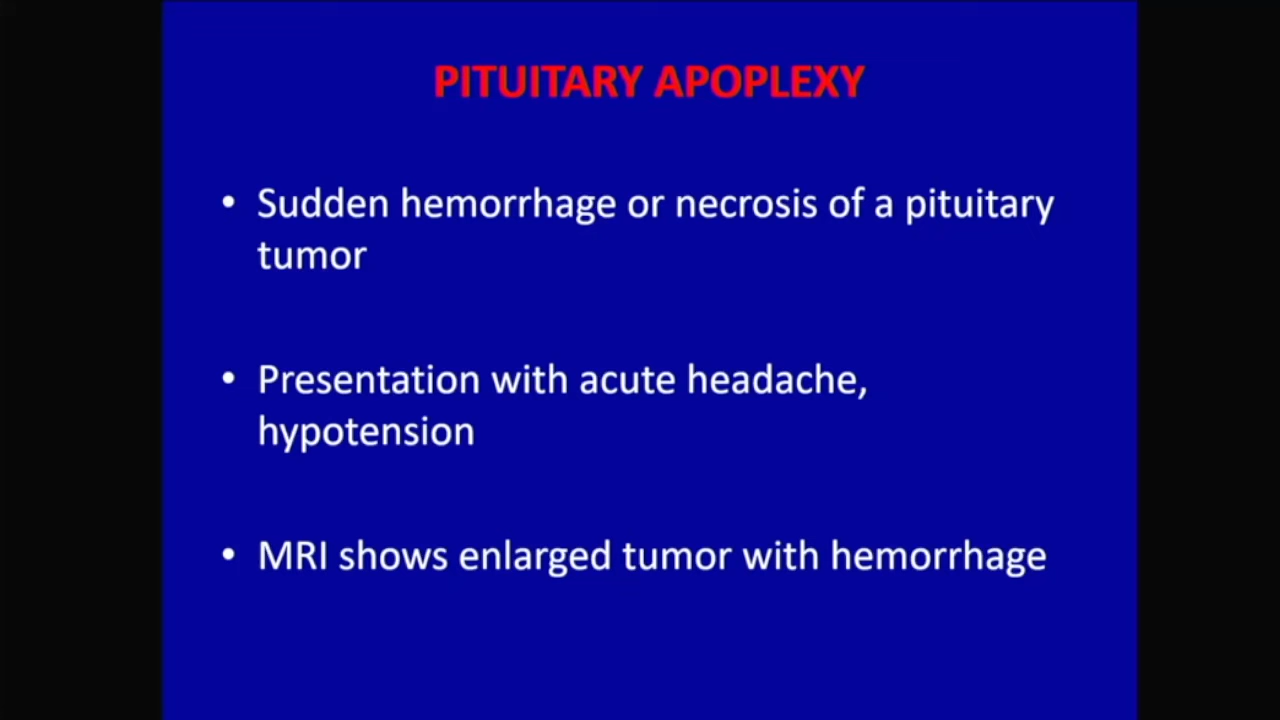 PITUITARY APOPLEXY
• Sudden hemorrhage or necrosis of a pituitary
tumor
• Presentation with acute headache,
hypotension
• MRI shows enlarged tumor with hemorrhage